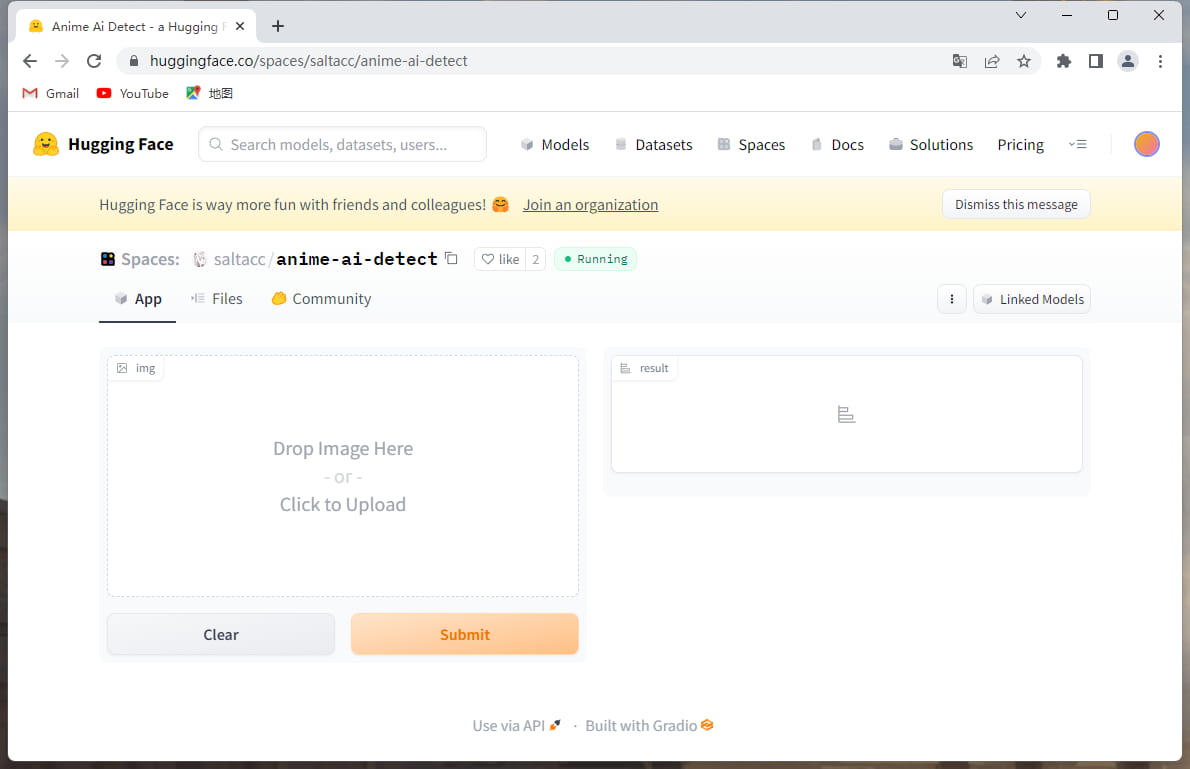 Anime Ai Detect - a Hugging F
huggingface.co/spaces/saltacc/anime-ai-detect
Gmail YouTube 地图
Hugging Face Search models, datasets, users... Models Datasets Spaces Docs Solutions Pricing
Hugging Face is way more fun with friends and colleagues! 🤗 Join an organization Dismiss this message
Spaces: saltacc/anime-ai-detect like 2 Running
App Files Community Linked Models
img
Drop Image Here
- or -
Click to Upload
Clear Submit
result
Use via API · Built with Gradio